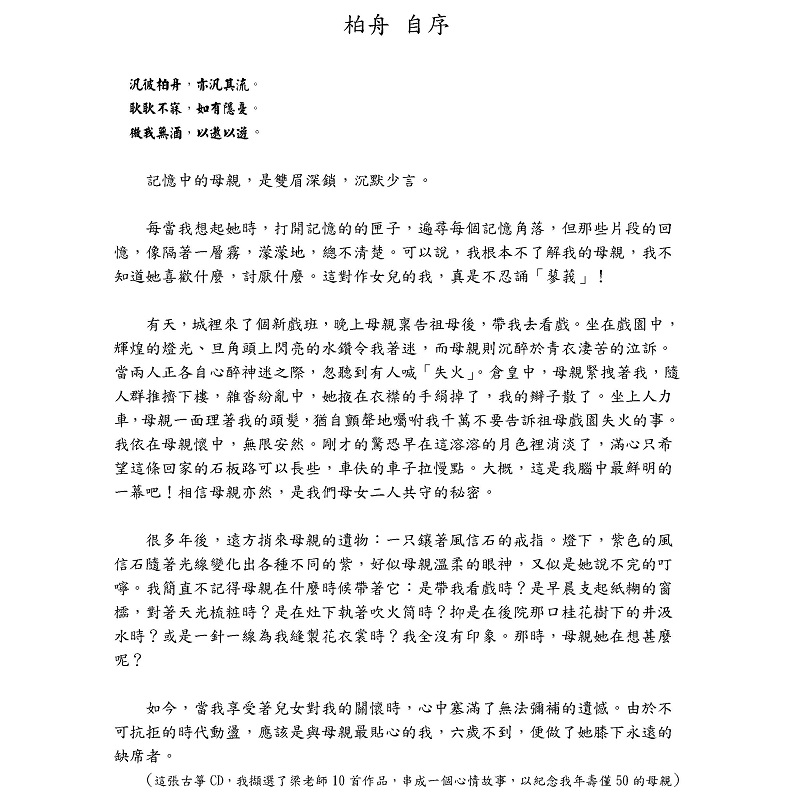 柏舟 自序
汎彼柏舟，亦汎其流。
耿耿不寐，如有隱憂。
微我無酒，以遨以遊。
記憶中的母親，是雙眉深鎖，沉默少言。
每當我想起她時，打開記憶的的匣子，遍尋每個記憶角落，但那些片段的回
憶，像隔著一層霧，濛濛地，總不清楚。可以說，我根本不了解我的母親，我不
知道她喜歡什麼，討厭什麼。這對作女兒的我，真是不忍誦「蓼莪」！
有天，城裡來了個新戲班，晚上母親稟告祖母後，帶我去看戲。坐在戲園中，
輝煌的燈光、旦角頭上閃亮的水鑽令我著迷，而母親則沉醉於青衣淒苦的泣訴。
當兩人正各自心醉神迷之際，忽聽到有人喊「失火」。倉皇中，母親緊拽著我，隨
人群推擠下樓，雜沓紛亂中，她掖在衣襟的手絹掉了，我的辮子散了。坐上人力
車，母親一面理著我的頭髮，猶自顫聲地囑咐我千萬不要告訴祖母戲園失火的事。
我依在母親懷中，無限安然。剛才的驚恐早在這溶溶的月色裡消淡了，滿心只希
望這條回家的石板路可以長些，車伕的車子拉慢點。大概，這是我腦中最鮮明的
一幕吧！相信母親亦然，是我們母女二人共守的秘密。
很多年後，遠方捎來母親的遺物：一只鑲著風信石的戒指。燈下，紫色的風
信石隨著光線變化出各種不同的紫，好似母親溫柔的眼神，又似是她說不完的叮
嚀。我簡直不記得母親在什麼時候帶著它：是帶我看戲時？是早晨支起紙糊的窗
櫺，對著天光梳粧時？是在灶下執著吹火筒時？抑是在後院那口桂花樹下的井汲
水時？或是一針一線為我縫製花衣裳時？我全沒有印象。那時，母親她在想甚麼
呢？
如今，當我享受著兒女對我的關懷時，心中塞滿了無法彌補的遺憾。由於不
可抗拒的時代動盪，應該是與母親最貼心的我，六歲不到，便做了她膝下永遠的
缺席者。
（這張古箏CD，我擷選了梁老師10首作品，串成一個心情故事，以紀念我年壽僅50的母親）